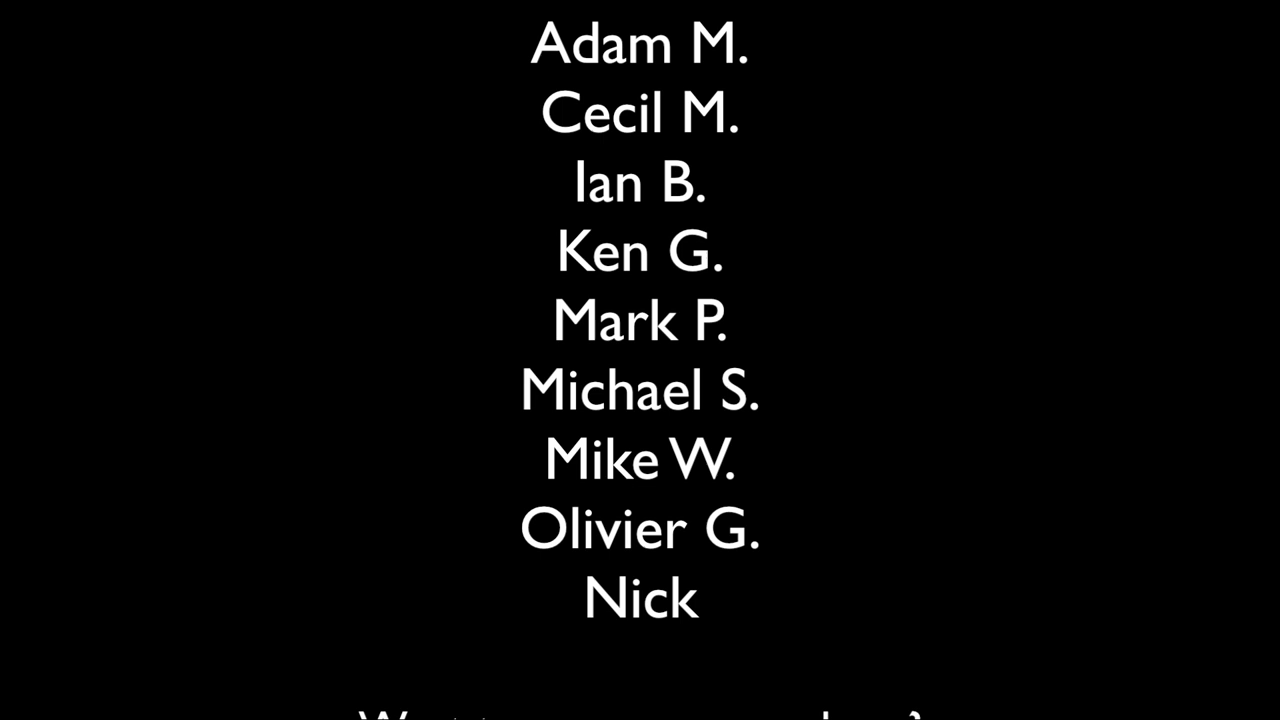 Adam M.
Cecil M.
Ian B.
Ken G.
Mark P.
Michael S.
Mike W.
Olivier G.
Nick